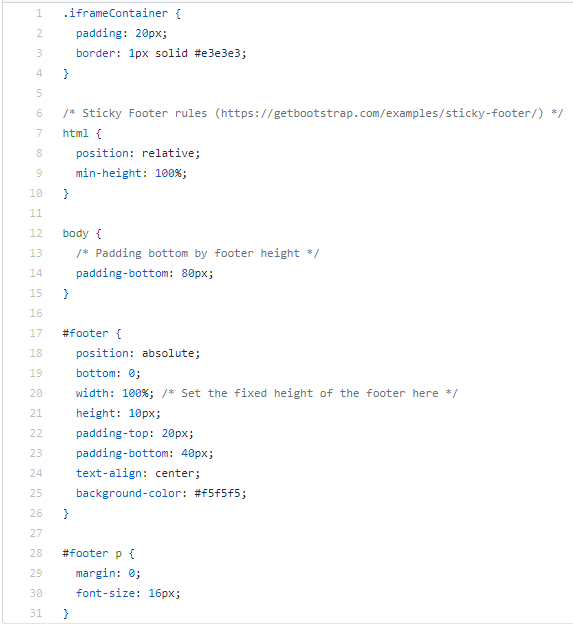 1 .iframeContainer {
2 padding: 20px;
3 border: 1px solid #e3e3e3;
4 }
5
6 /* Sticky Footer rules (https://getbootstrap.com/examples/sticky-footer/) */
7 html {
8 position: relative;
9 min-height: 100%;
10 }
11
12 body {
13 /* Padding bottom by footer height */
14 padding-bottom: 80px;
15 }
16
17 #footer {
18 position: absolute;
19 bottom: 0;
20 width: 100%; /* Set the fixed height of the footer here */
21 height: 10px;
22 padding-top: 20px;
23 padding-bottom: 40px;
24 text-align: center;
25 background-color: #f5f5f5;
26 }
27
28 #footer p {
29 margin: 0;
30 font-size: 16px;
31 }